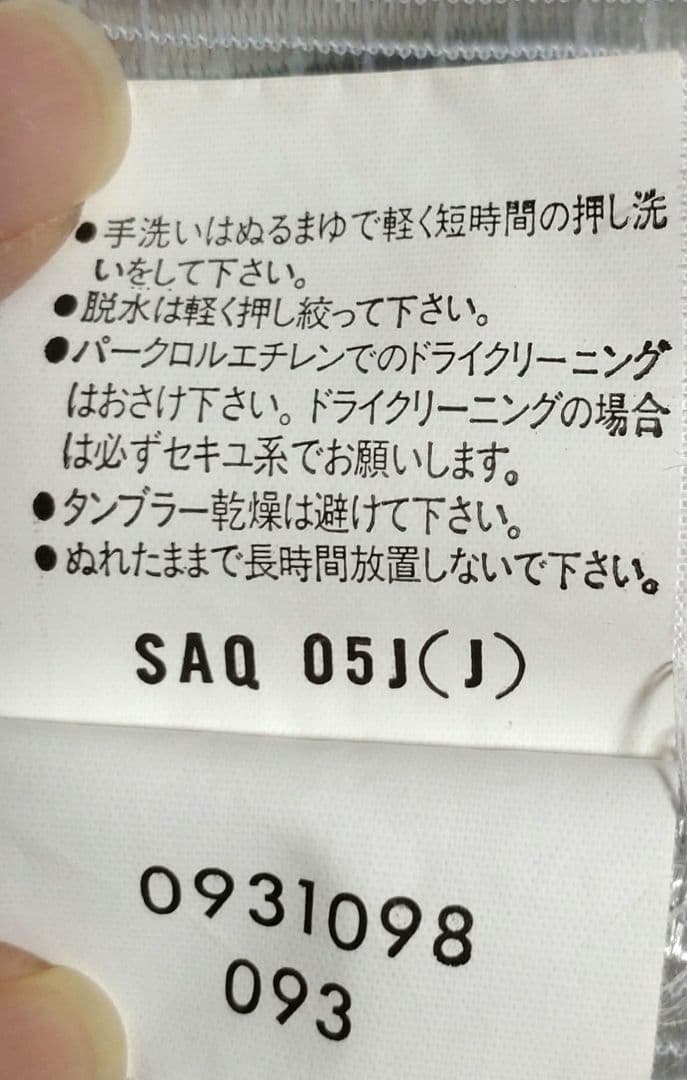 ●手洗いはぬるまゆで軽く短時間の押し洗
いをして下さい。
●脱水は軽く押し絞って下さい。
●パークロルエチレンでのドライクリーニング
はおさけ下さい。ドライクリーニングの場合
は必ずセキユ系でお願いします。
●タンブラー乾燥は避けて下さい。
●ぬれたままで長時間放置しないで下さい。
SAQ 05J(J)
0931098
093